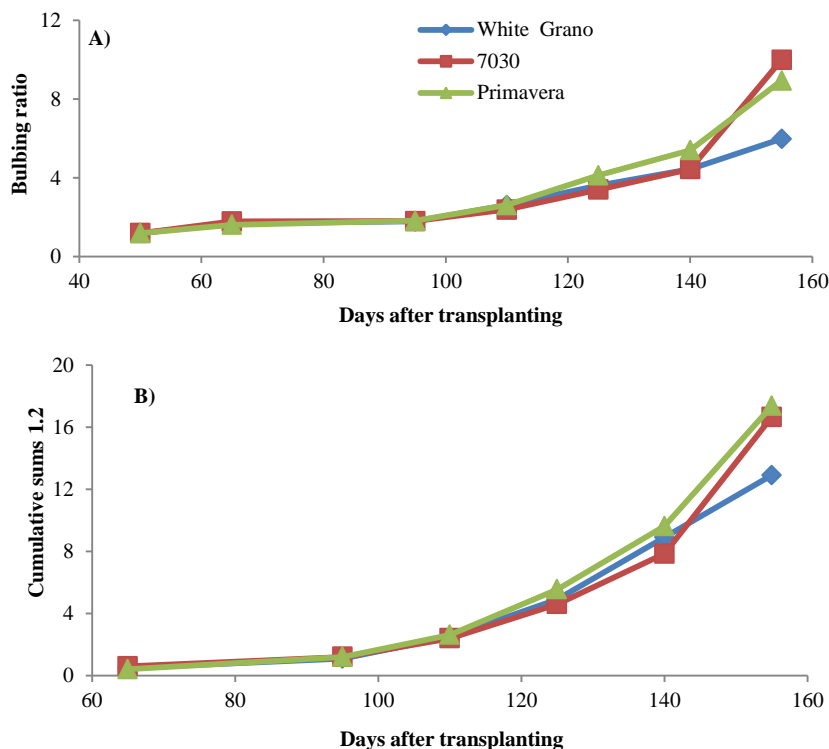 A)
White Grano
7030
Primavera
12
8
4
0
Bulbing ratio
40 60 80 100 120 140 160
Days after transplanting
B)
20
16
12
8
4
0
Cumulative sums 1.2
60 80 100 120 140 160
Days after transplanting